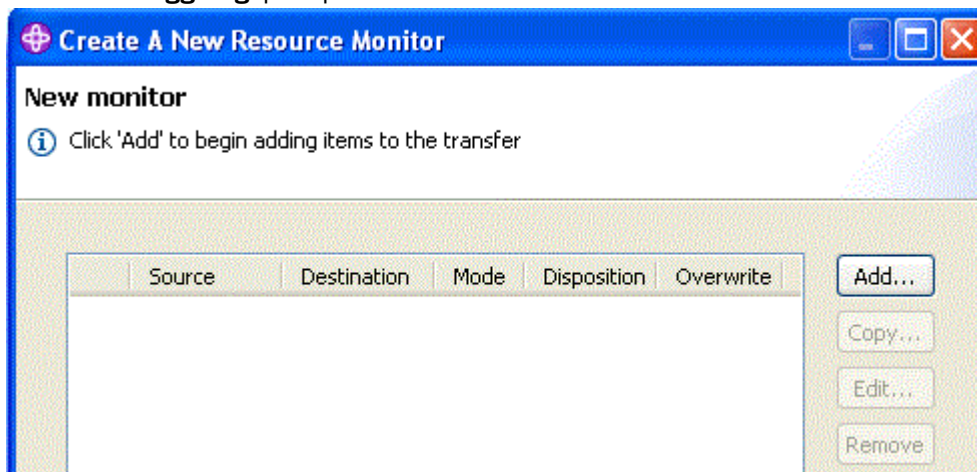 Create A New Resource Monitor
New monitor
Click 'Add' to begin adding items to the transfer
Source Destination Mode Disposition Overwrite
Add...
Copy...
Edit...
Remove